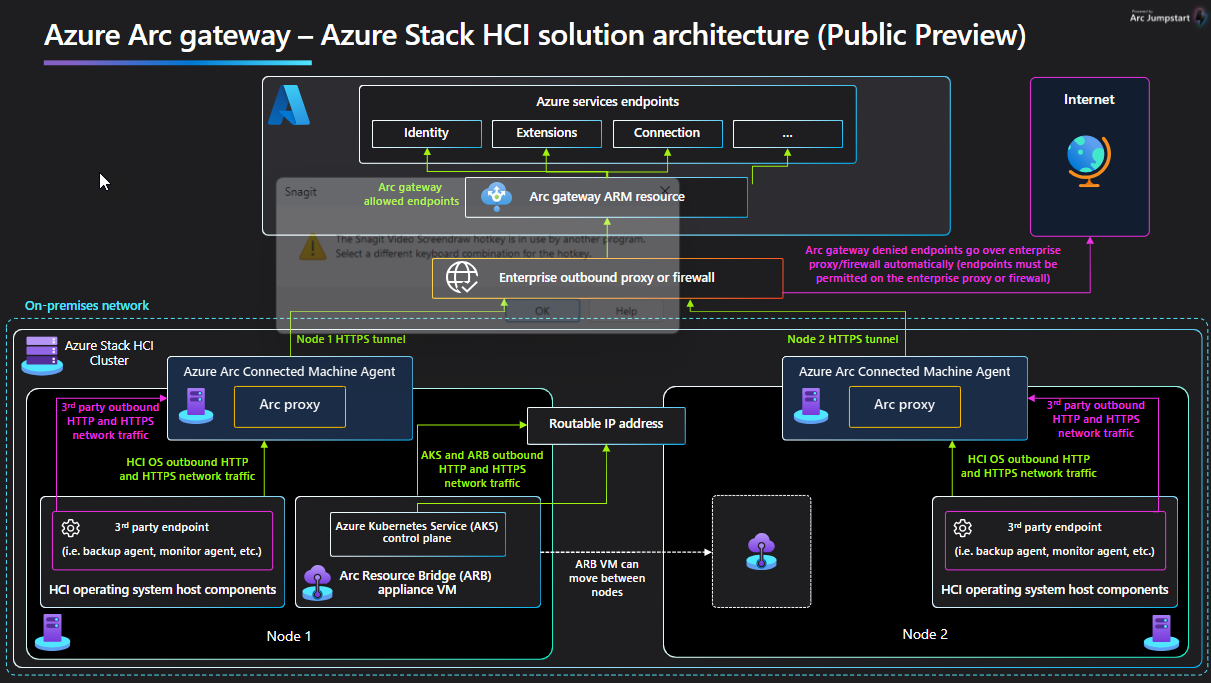 Powered by
Arc Jumpstart
Azure Arc gateway – Azure Stack HCI solution architecture (Public Preview)
Azure services endpoints
Identity
Extensions
Connection
...
Internet
Snagit
Arc gateway
allowed endpoints
Arc gateway ARM resource
The Snagit Video Screendraw hotkey is in use by another program.
Select a different keyboard combination for the hotkey.
OK
Help
Enterprise outbound proxy or firewall
Arc gateway denied endpoints go over enterprise
proxy/firewall automatically (endpoints must be
permitted on the enterprise proxy or firewall)
On-premises network
Azure Stack HCI
Cluster
Node 1 HTTPS tunnel
Node 2 HTTPS tunnel
Azure Arc Connected Machine Agent
Arc proxy
Azure Arc Connected Machine Agent
Arc proxy
3rd party outbound
HTTP and HTTPS
network traffic
HCI OS outbound HTTP
and HTTPS network traffic
Routable IP address
AKS and ARB outbound
HTTP and HTTPS
network traffic
3rd party outbound
HTTP and HTTPS
network traffic
HCI OS outbound HTTP
and HTTPS network traffic
3rd party endpoint
(i.e. backup agent, monitor agent, etc.)
HCI operating system host components
Azure Kubernetes Service (AKS)
control plane
Arc Resource Bridge (ARB)
appliance VM
ARB VM can
move between
nodes
3rd party endpoint
(i.e. backup agent, monitor agent, etc.)
HCI operating system host components
Node 1
Node 2